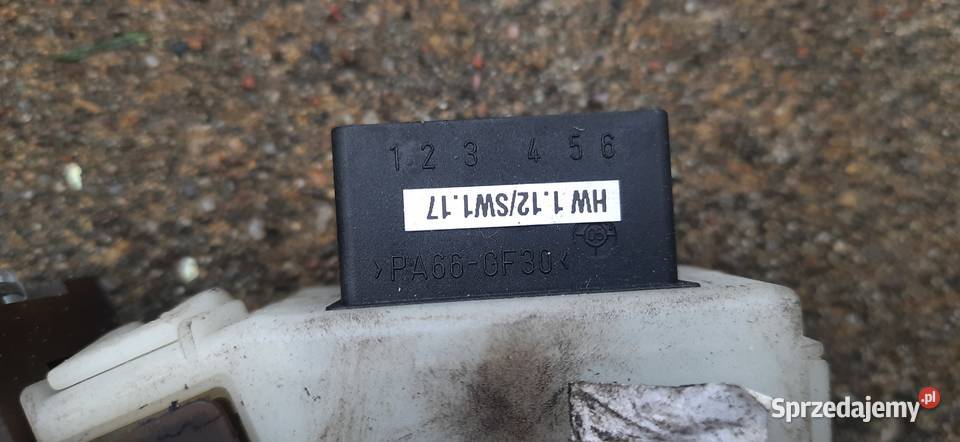 1 2 3 4 5 6
HW 1.12/SW1.17
>PA66-GF30<
Sprzedajemy.pl